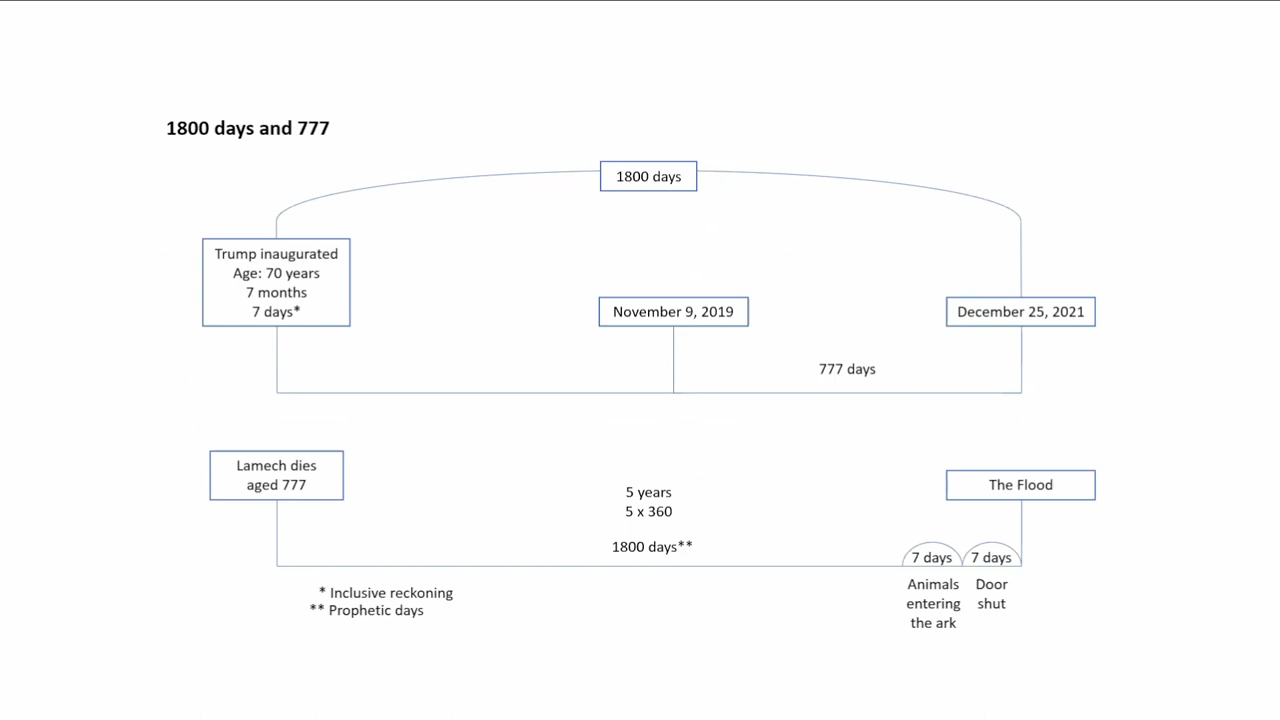 1800 days and 777
1800 days
Trump inaugurated
Age: 70 years
7 months
7 days*
November 9, 2019
December 25, 2021
777 days
Lamech dies
aged 777
5 years
5 x 360
1800 days**
The Flood
7 days
7 days
Animals
entering
the ark
Door
shut
* Inclusive reckoning
** Prophetic days